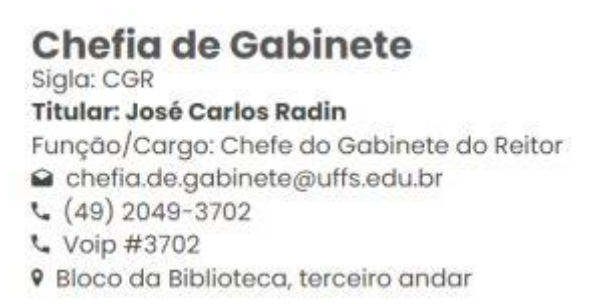 Chefia de Gabinete
Sigla: CGR
Titular: José Carlos Radin
Função/Cargo: Chefe do Gabinete do Reitor
chefia.de.gabinete@uffs.edu.br
(49) 2049-3702
Voip #3702
Bloco da Biblioteca, terceiro andar